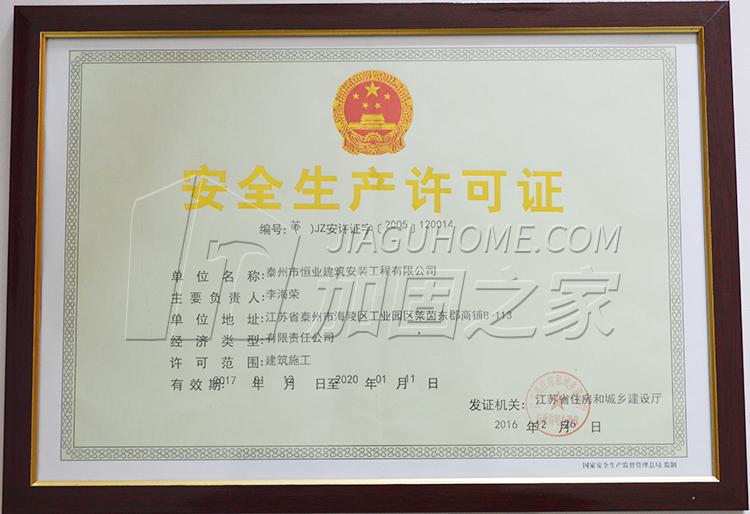 安全生产许可证
编号:(苏)JZ安许证字〔2005〕120014
JIAGUHOME.COM
加固之家
单位名称:泰州市恒业建筑安装工程有限公司
主要负责人:李海荣
单位地址:江苏省泰州市海陵区工业园区莱茵东郡商铺B-113
经济类型:有限责任公司
许可范围:建筑施工
有效期:2017年01月12日至2020年01月11日
发证机关:江苏省住房和城乡建设厅
2016年12月26日
国家安全生产监督管理总局 监制